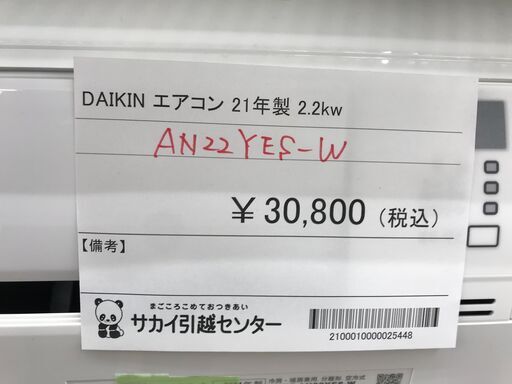 DAIKIN エアコン 21年製 2.2kw
AN22YES-W
￥30,800（税込）
【備考】
まごころこめておつきあい
サカイ引越センター
2100010000025448